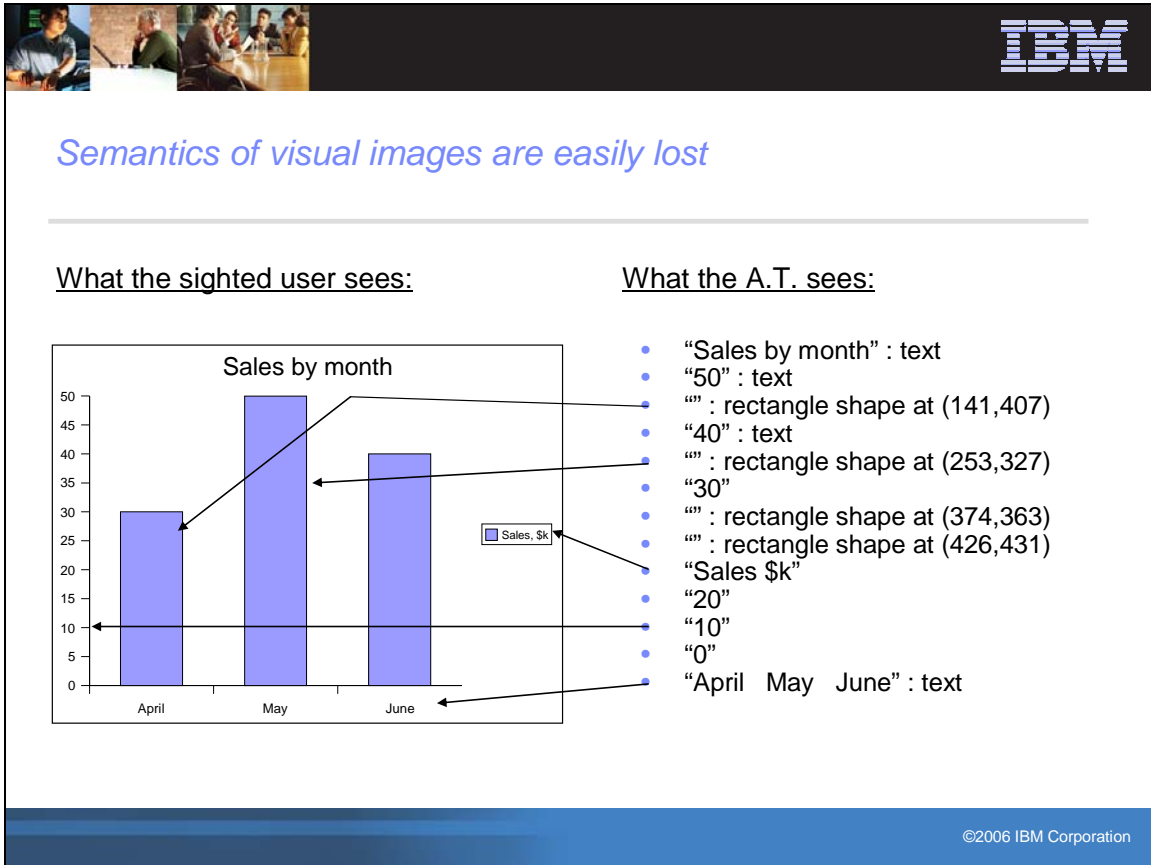 IBM
Semantics of visual images are easily lost
What the sighted user sees:
Sales by month
50
45
40
35
30
25
20
15
10
5
0
April May June
Sales, $k
What the A.T. sees:
• “Sales by month” : text
• “50” : text
• “” : rectangle shape at (141,407)
• “40” : text
• “” : rectangle shape at (253,327)
• “30”
• “” : rectangle shape at (374,363)
• “” : rectangle shape at (426,431)
• “Sales $k”
• “20”
• “10”
• “0”
• “April May June” : text
©2006 IBM Corporation